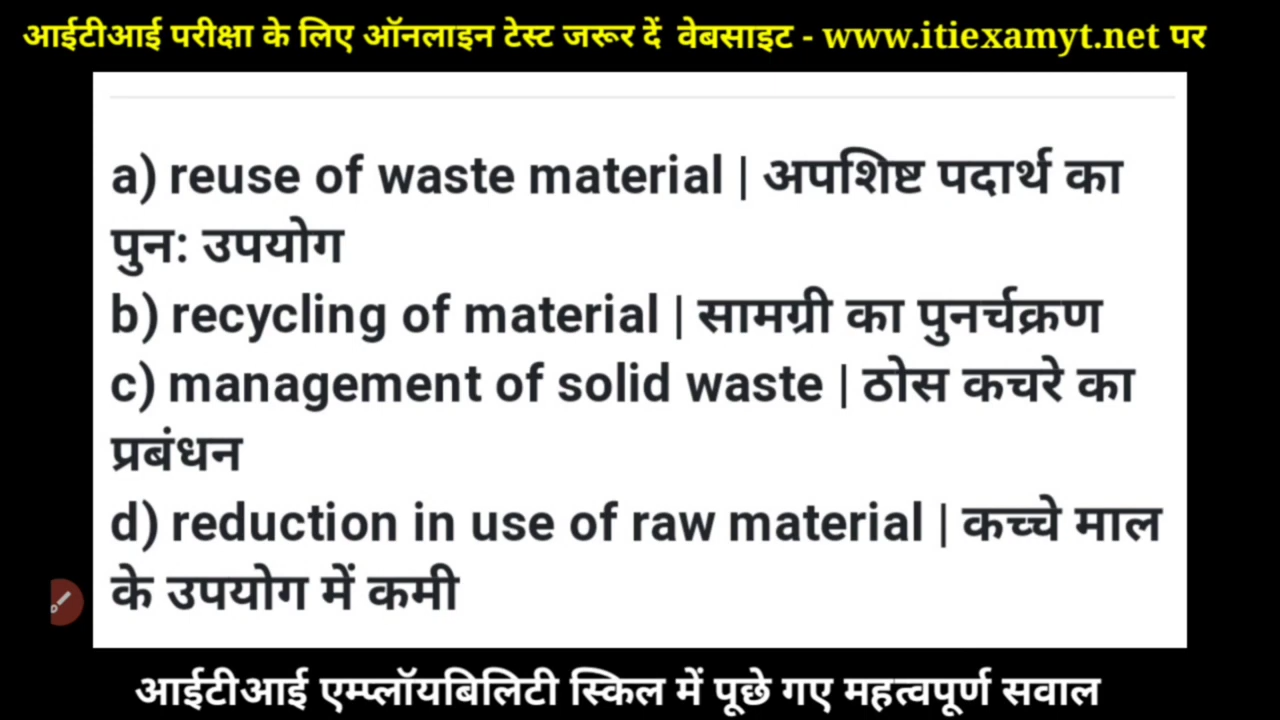 आईटीआई परीक्षा के लिए ऑनलाइन टेस्ट जरूर दें वेबसाइट - www.itiexamyt.net पर
a) reuse of waste material | अपशिष्ट पदार्थ का
पुन: उपयोग
b) recycling of material | सामग्री का पुनर्चक्रण
c) management of solid waste | ठोस कचरे का
प्रबंधन
d) reduction in use of raw material | कच्चे माल
के उपयोग में कमी
आईटीआई एम्प्लॉयबिलिटी स्किल में पूछे गए महत्वपूर्ण सवाल